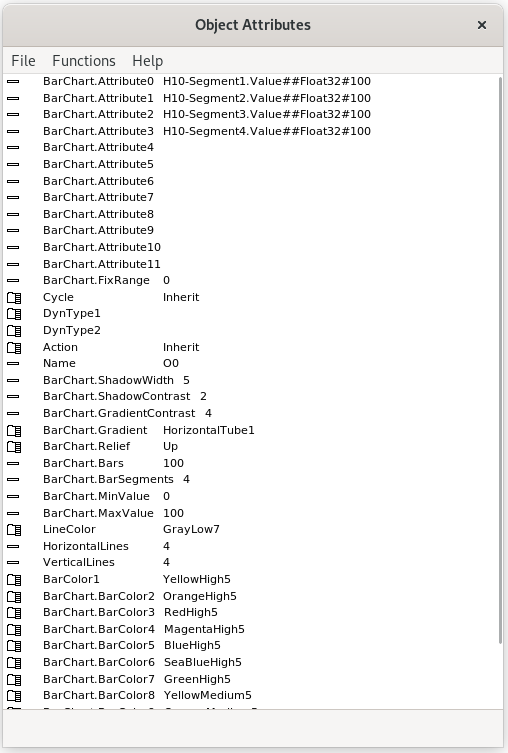 Object Attributes
File Functions Help
BarChart.Attribute0 H10-Segment1.Value##Float32#100
BarChart.Attribute1 H10-Segment2.Value##Float32#100
BarChart.Attribute2 H10-Segment3.Value##Float32#100
BarChart.Attribute3 H10-Segment4.Value##Float32#100
BarChart.Attribute4
BarChart.Attribute5
BarChart.Attribute6
BarChart.Attribute7
BarChart.Attribute8
BarChart.Attribute9
BarChart.Attribute10
BarChart.Attribute11
BarChart.FixRange 0
Cycle Inherit
DynType1
DynType2
Action Inherit
Name O0
BarChart.ShadowWidth 5
BarChart.ShadowContrast 2
BarChart.GradientContrast 4
BarChart.Gradient HorizontalTube1
BarChart.Relief Up
BarChart.Bars 100
BarChart.BarSegments 4
BarChart.MinValue 0
BarChart.MaxValue 100
LineColor GrayLow7
HorizontalLines 4
VerticalLines 4
BarColor1 YellowHigh5
BarChart.BarColor2 OrangeHigh5
BarChart.BarColor3 RedHigh5
BarChart.BarColor4 MagentaHigh5
BarChart.BarColor5 BlueHigh5
BarChart.BarColor6 SeaBlueHigh5
BarChart.BarColor7 GreenHigh5
BarChart.BarColor8 YellowMedium5